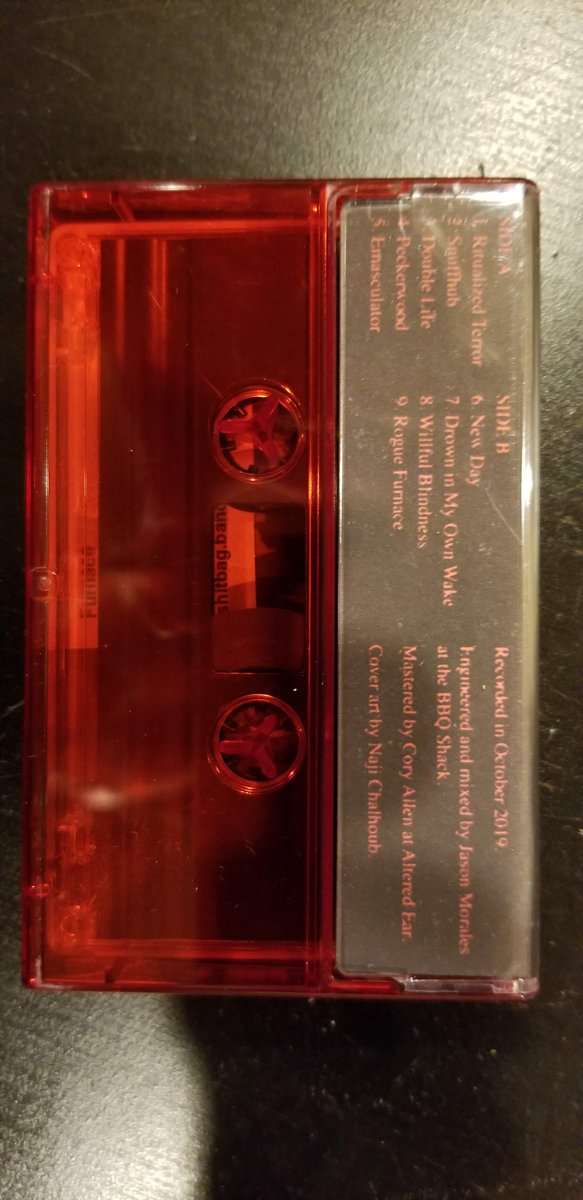 SIDE A
1. Ritualized Terror
2. Snuffhub
3. Double Life
4. Peckerwood
5. Emasculator
SIDE B
6. New Day
7. Drown in My Own Wake
8. Willful Blindness
9. Rogue Furnace
Recorded in October 2019.
Engineered and mixed by Jason Morales
at the BBQ Shack.
Mastered by Cory Allen at Altered Ear.
Cover art by Naji Chalhoub.
shitbag.band
Furnace